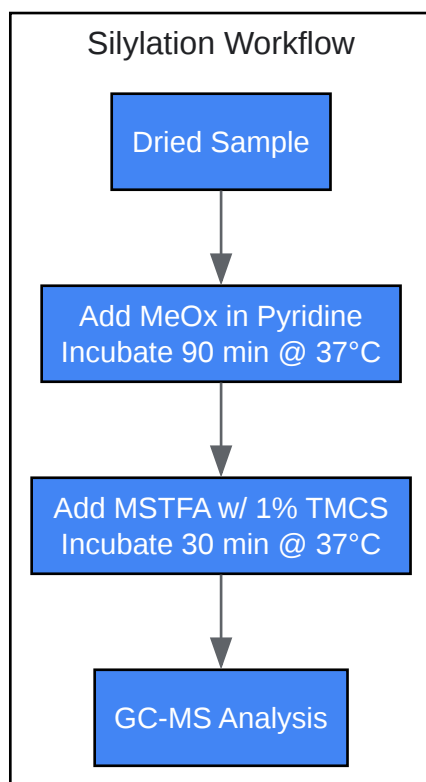 Silylation Workflow
Dried Sample
Add MeOx in Pyridine
Incubate 90 min @ 37°C
Add MSTFA w/ 1% TMCS
Incubate 30 min @ 37°C
GC-MS Analysis